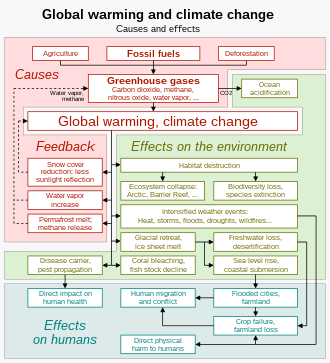 Global warming and climate change
Causes and effects
Agriculture
Fossil fuels
Deforestation
Causes
Greenhouse gases
Carbon dioxide, methane,
nitrous oxide, water vapor, ...
Water vapor,
methane
CO2
Ocean
acidification
Global warming, climate change
Feedback
Effects on the environment
Snow cover
reduction: less
sunlight reflection
Habitat destruction
Ecosystem collapse:
Arctic, Barrier Reef, ...
Biodiversity loss,
species extinction
Water vapor
increase
Intensified weather events:
Heat, storms, floods, droughts, wildfires...
Permafrost melt;
methane release
Glacial retreat,
ice sheet melt
Freshwater loss,
desertification
Disease carrier,
pest propagation
Coral bleaching,
fish stock decline
Sea level rise,
coastal submersion
Direct impact on
human health
Human migration
and conflict
Flooded cities,
farmland
Effects
on humans
Crop failure,
farmland loss
Direct physical
harm to humans